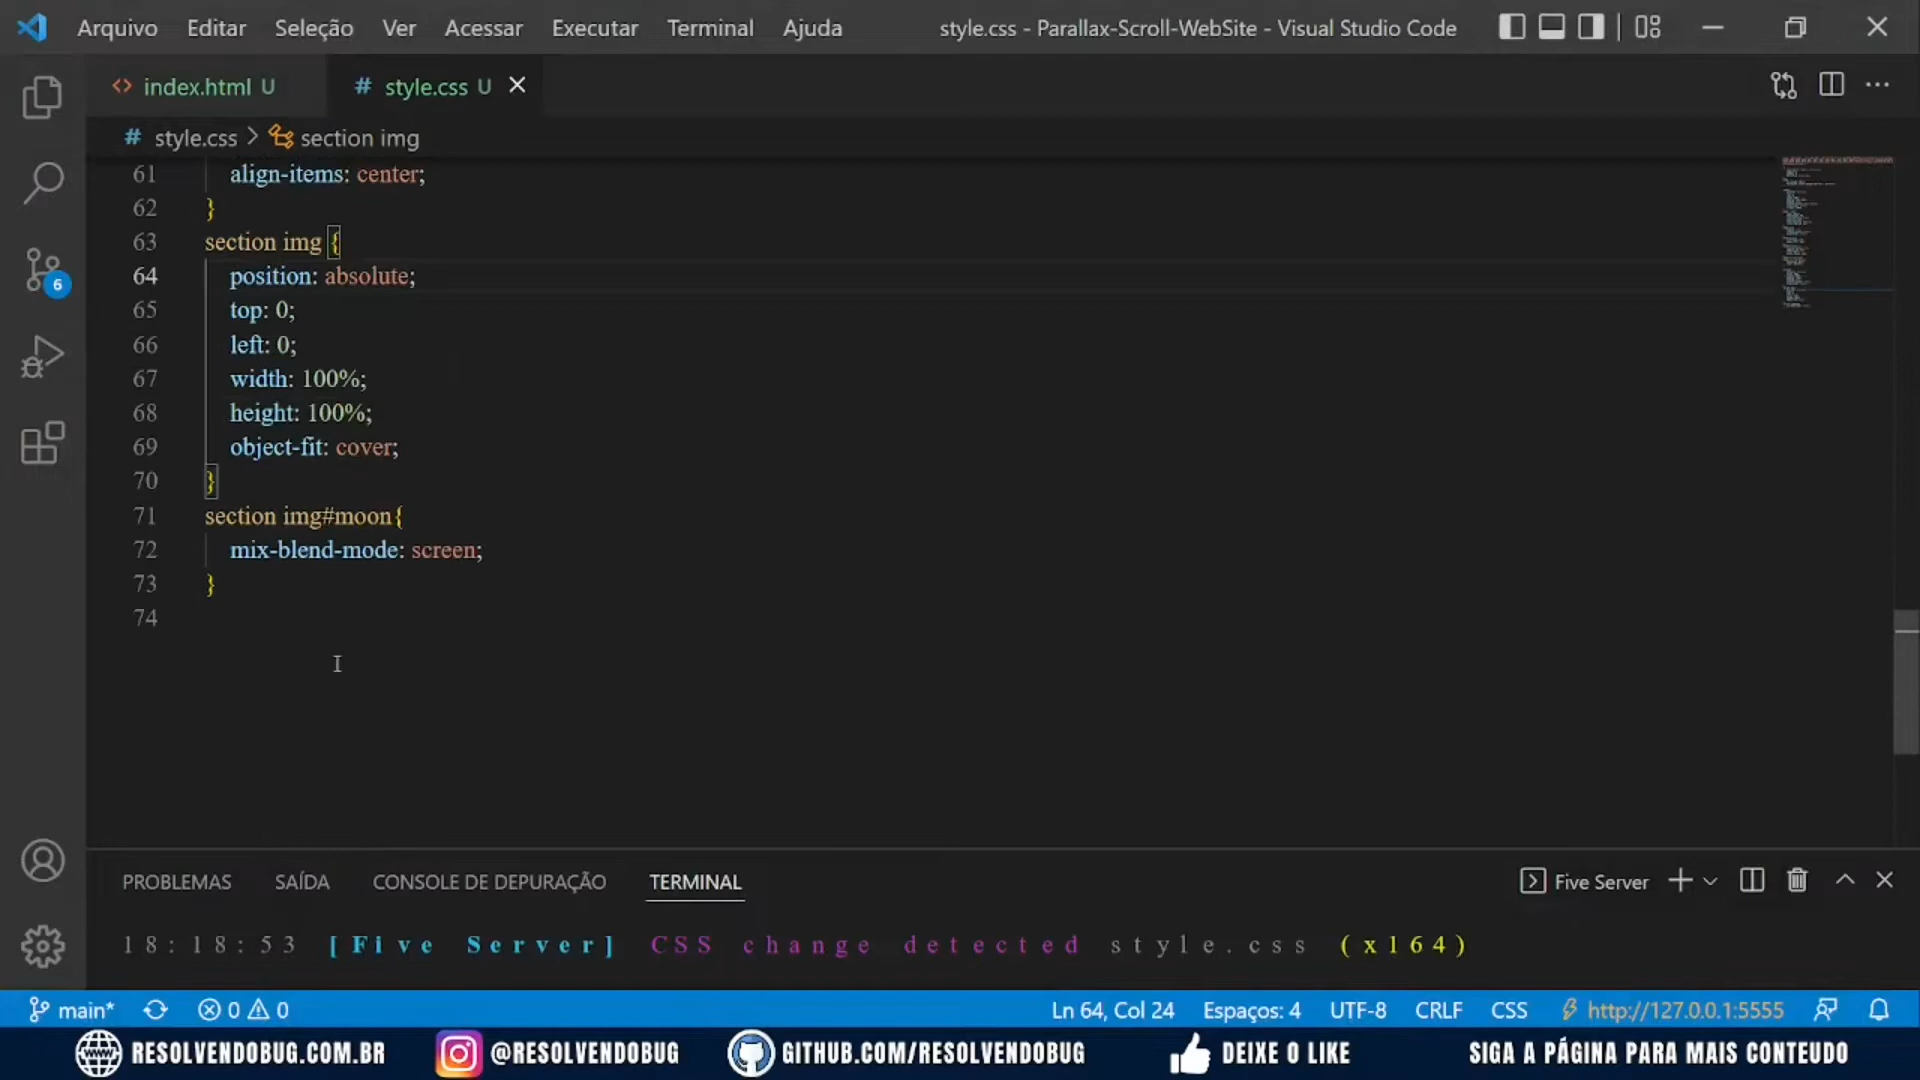 Arquivo Editar Seleção Ver Acessar Executar Terminal Ajuda style.css - Parallax-Scroll-WebSite - Visual Studio Code
<> index.html U # style.css U
# style.css > section img
61 align-items: center;
62 }
63 section img {
64 position: absolute;
65 top: 0;
66 left: 0;
67 width: 100%;
68 height: 100%;
69 object-fit: cover;
70 }
71 section img#moon{
72 mix-blend-mode: screen;
73 }
74
6
PROBLEMAS SAÍDA CONSOLE DE DEPURAÇÃO TERMINAL Five Server
18:18:53 [Five Server] CSS change detected style.css (x164)
main* 0 0 Ln 64, Col 24 Espaços: 4 UTF-8 CRLF CSS http://127.0.0.1:5555
RESOLVENDOBUG.COM.BR @RESOLVENDOBUG GITHUB.COM/RESOLVENDOBUG DEIXE O LIKE SIGA A PÁGINA PARA MAIS CONTEUDO